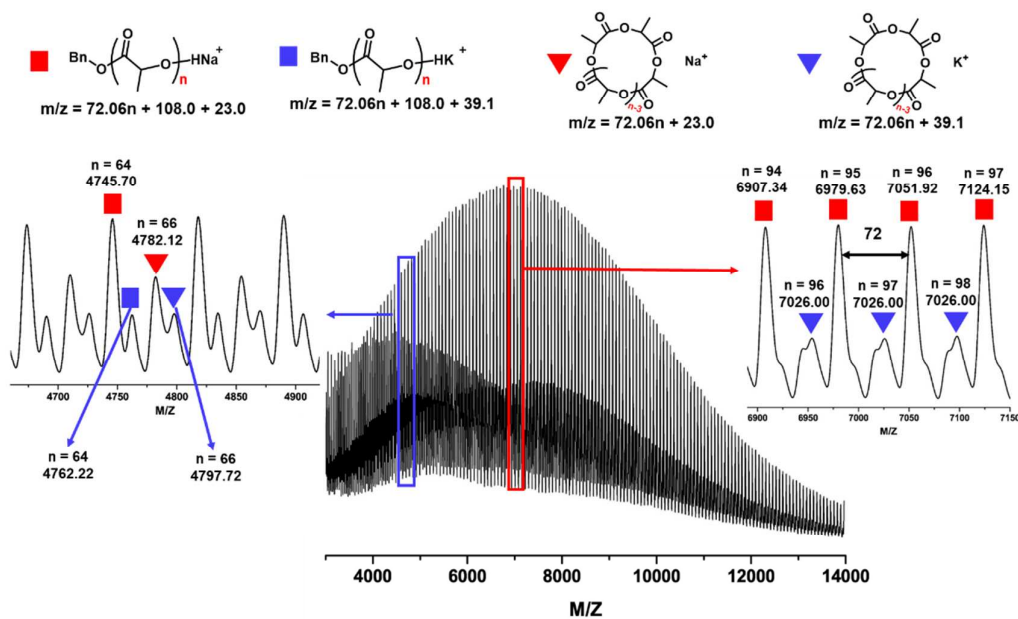 BnO ( O O ) n HNa+
m/z = 72.06n + 108.0 + 23.0
BnO ( O O ) n HK+
m/z = 72.06n + 108.0 + 39.1
O O O O O O O O n-3 Na+
m/z = 72.06n + 23.0
O O O O O O O O n-3 K+
m/z = 72.06n + 39.1
n = 64
4745.70
n = 66
4782.12
4700 4750 4800 4850 4900
M/Z
n = 64
4762.22
n = 66
4797.72
4000 6000 8000 10000 12000 14000
M/Z
n = 94
6907.34
n = 95
6979.63
n = 96
7051.92
n = 97
7124.15
72
n = 96
7026.00
n = 97
7026.00
n = 98
7026.00
6900 6950 7000 7050 7100 7150
M/Z